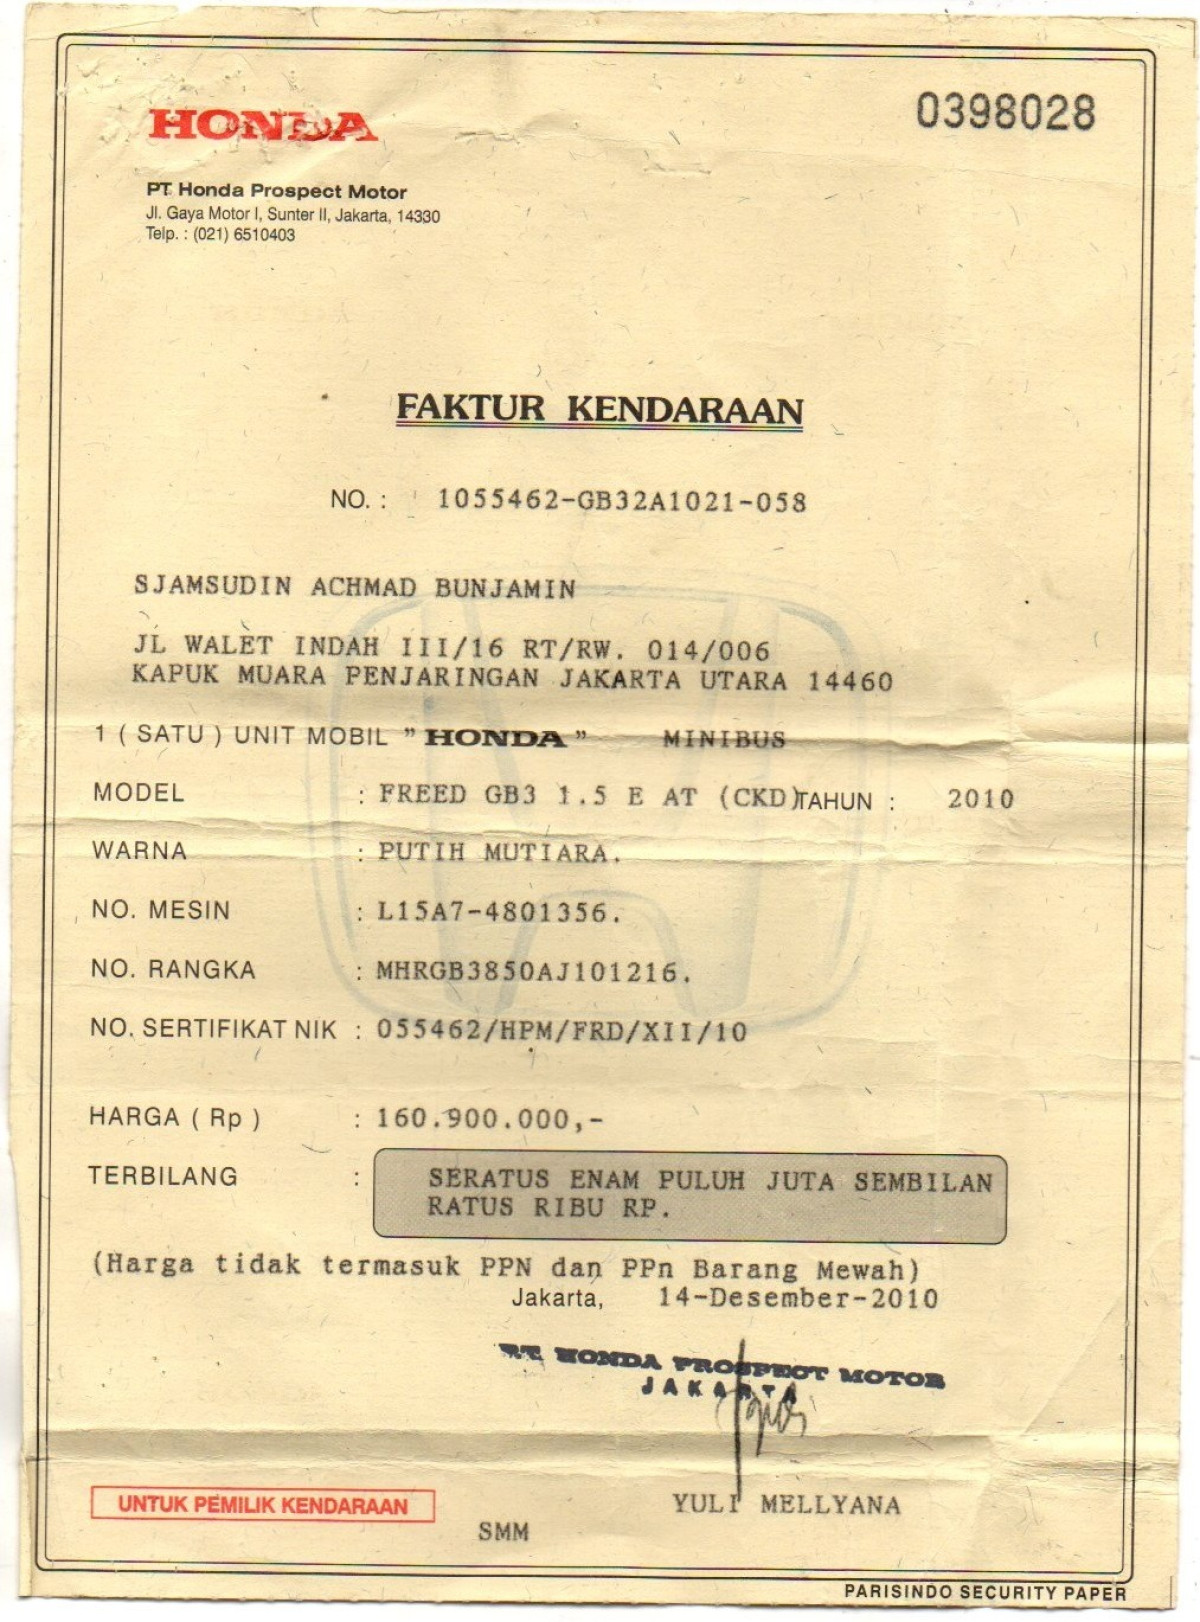 HONDA
0398028
PT. Honda Prospect Motor
Jl. Gaya Motor I, Sunter II, Jakarta, 14330
Telp. : (021) 6510403
FAKTUR KENDARAAN
NO. : 1055462-GB32A1021-058
SJAMSUDIN ACHMAD BUNJAMIN
JL WALET INDAH III/16 RT/RW. 014/006
KAPUK MUARA PENJARINGAN JAKARTA UTARA 14460
1 ( SATU ) UNIT MOBIL " HONDA " MINIBUS
MODEL : FREED GB3 1.5 E AT (CKD) TAHUN : 2010
WARNA : PUTIH MUTIARA.
NO. MESIN : L15A7-4801356.
NO. RANGKA : MHRGB3850AJ101216.
NO. SERTIFIKAT NIK : 055462/HPM/FRD/XII/10
HARGA ( Rp ) : 160.900.000,-
TERBILANG : SERATUS ENAM PULUH JUTA SEMBILAN
RATUS RIBU RP.
(Harga tidak termasuk PPN dan PPn Barang Mewah)
Jakarta, 14-Desember-2010
PT. HONDA PROSPECT MOTOR
JAKARTA
UNTUK PEMILIK KENDARAAN
YULI MELLYANA
SMM
PARISINDO SECURITY PAPER